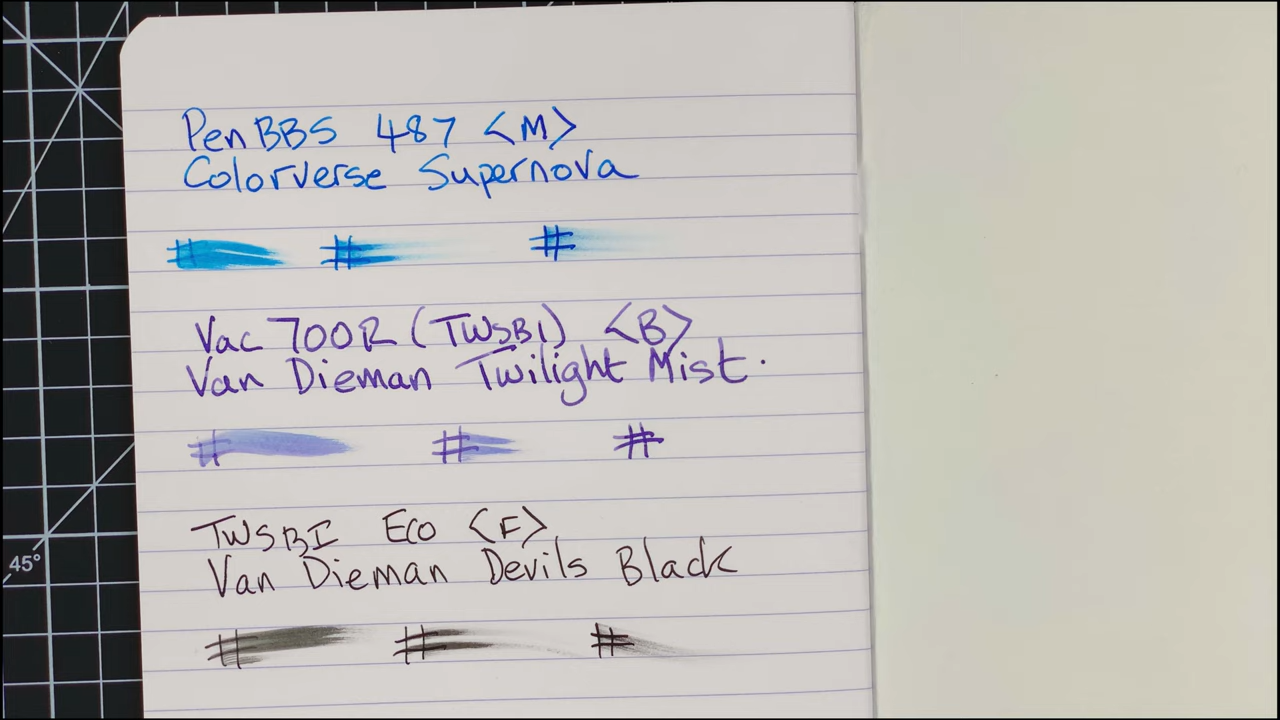 PenBBS 487 <M>
Colorverse Supernova
# # #
Vac 700R (TWSBI) <B>
Van Dieman Twilight Mist.
# # #
TWSBI Eco <F>
Van Dieman Devils Black
# # #
45°